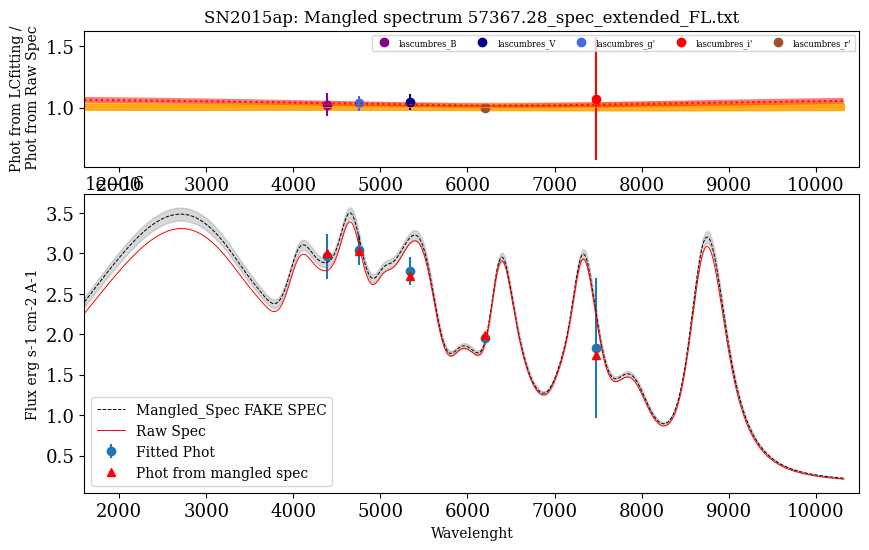 SN2015ap: Mangled spectrum 57367.28_spec_extended_FL.txt
Phot from LCfitting /
Phot from Raw Spec
1.5
1.0
lascumbres_B
lascumbres_V
lascumbres_g'
lascumbres_i'
lascumbres_r'
2000 3000 4000 5000 6000 7000 8000 9000 10000
1e−16
Flux erg s-1 cm-2 A-1
3.5
3.0
2.5
2.0
1.5
1.0
0.5
Mangled_Spec FAKE SPEC
Raw Spec
Fitted Phot
Phot from mangled spec
2000 3000 4000 5000 6000 7000 8000 9000 10000
Wavelenght